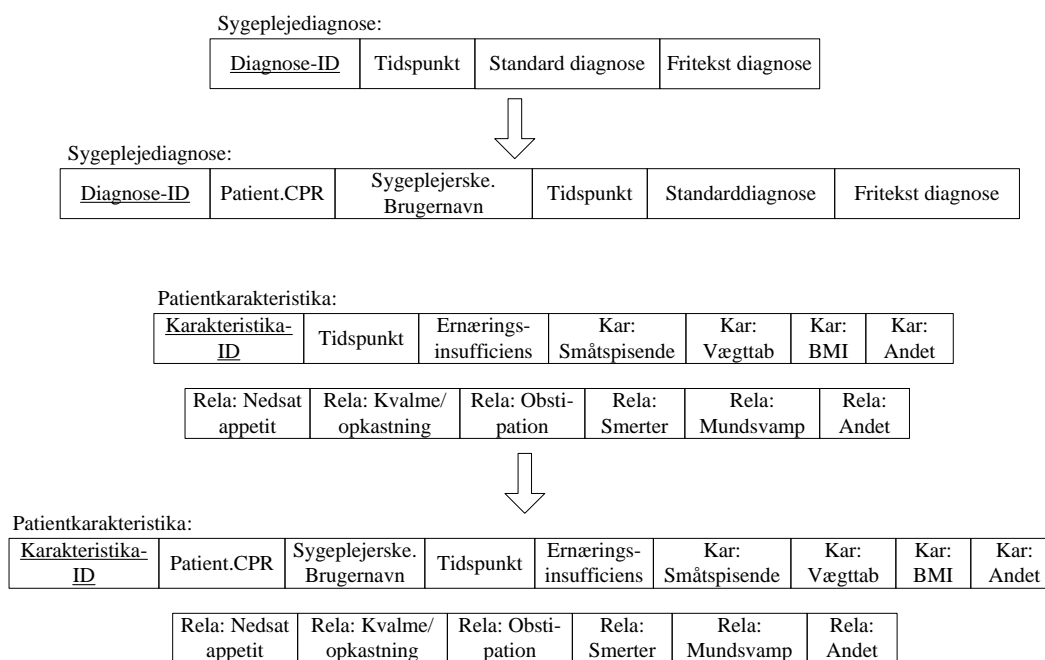 Sygeplejediagnose:
Diagnose-ID Tidspunkt Standard diagnose Fritekst diagnose
Sygeplejediagnose:
Diagnose-ID Patient.CPR Sygeplejerske. Brugernavn Tidspunkt Standarddiagnose Fritekst diagnose
Patientkarakteristika:
Karakteristika- Tidspunkt Ernærings- Kar: Kar: Kar: Kar:
ID insufficiens Småtspisende Vægttab BMI Andet
Rela: Nedsat Rela: Kvalme/ Rela: Obsti- Rela: Rela: Rela:
appetit opkastning pation Smerter Mundsvamp Andet
Patientkarakteristika:
Karakteristika- Patient.CPR Sygeplejerske. Tidspunkt Ernærings- Kar: Kar: Kar: Kar:
ID Brugernavn insufficiens Småtspisende Vægttab BMI Andet
Rela: Nedsat Rela: Kvalme/ Rela: Obsti- Rela: Rela: Rela:
appetit opkastning pation Smerter Mundsvamp Andet